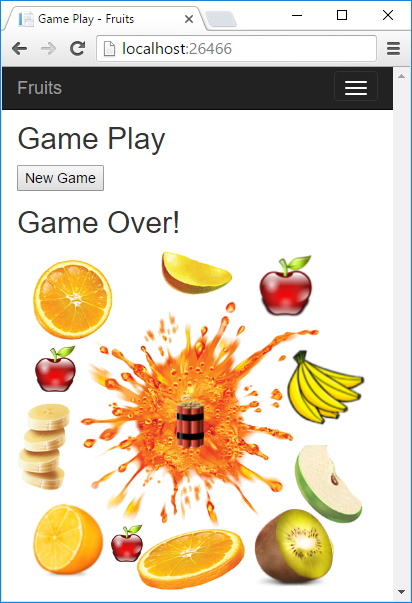 Game Play - Fruits
localhost:26466
Fruits
Game Play
New Game
Game Over!